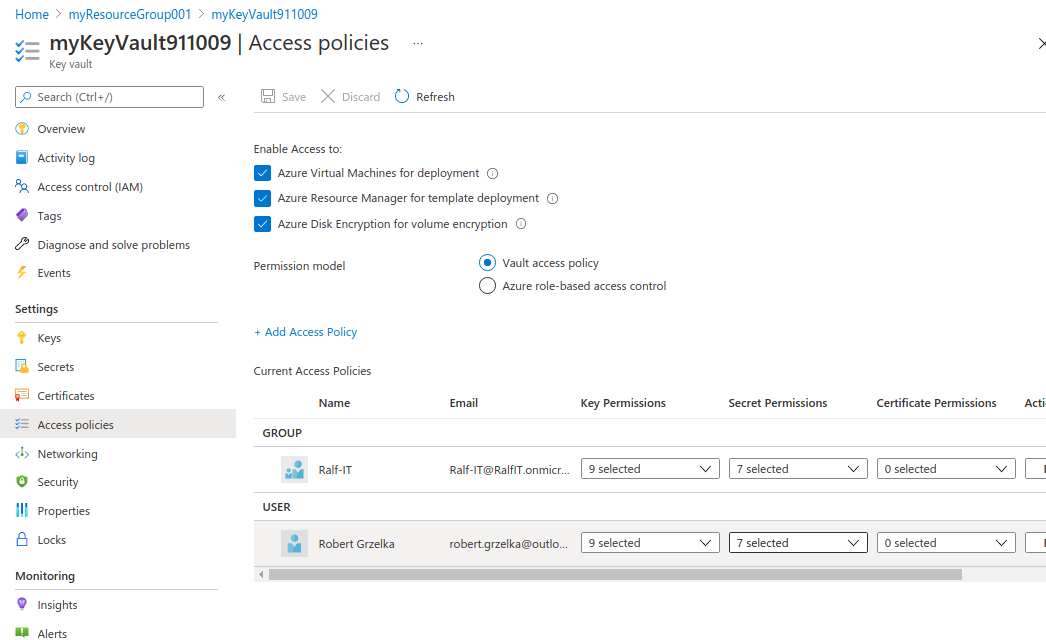 Home > myResourceGroup001 > myKeyVault911009
myKeyVault911009 | Access policies ...
Key vault
Search (Ctrl+/)
«
Save Discard Refresh
Overview
Activity log
Access control (IAM)
Tags
Diagnose and solve problems
Events
Settings
Keys
Secrets
Certificates
Access policies
Networking
Security
Properties
Locks
Monitoring
Insights
Alerts
Enable Access to:
Azure Virtual Machines for deployment
Azure Resource Manager for template deployment
Azure Disk Encryption for volume encryption
Permission model
Vault access policy
Azure role-based access control
+ Add Access Policy
Current Access Policies
Name Email Key Permissions Secret Permissions Certificate Permissions Acti
GROUP
Ralf-IT Ralf-IT@RalfIT.onmicr... 9 selected 7 selected 0 selected
USER
Robert Grzelka robert.grzelka@outlo... 9 selected 7 selected 0 selected